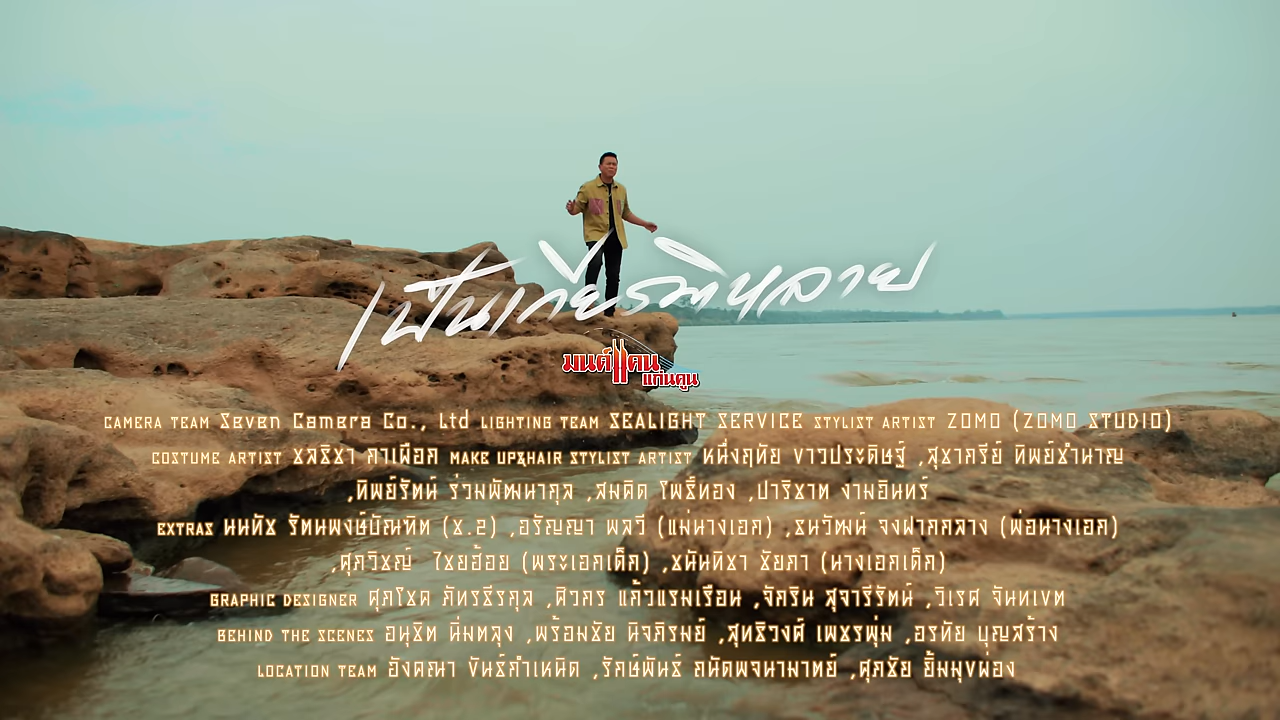 เป็นเกียรติหลาย
มนต์แคน
แก่นคูน
CAMERA TEAM Seven Camera Co., Ltd LIGHTING TEAM SEALIGHT SERVICE STYLIST ARTIST ZOMO (ZOMO STUDIO)
COSTUME ARTIST ชลธิชา คาเผือก MAKE UP&HAIR STYLIST ARTIST หนึ่งฤทัย ขาวประดิษฐ์ ,สุชาครีย์ ทิพย์ชำนาญ
,ทิพย์รัตน์ ร่วมพัฒนากุล ,สมคิด โพธิ์ทอง ,ปาริชาท งามอินทร์
EXTRAS นนทัช รัตนพงษ์บัณฑิต (ช.2) ,อรัญญา พลวี (แม่นางเอก) ,ธนวัฒน์ จงฝากกลาง (พ่อนางเอก)
,ศุภวิชญ์ ไชยฮ้อย (พระเอกเด็ก) ,ชนันทิชา ชัยภา (นางเอกเด็ก)
GRAPHIC DESIGNER ศุภโชค ภัทรธีรกุล ,ศิวกร แก้วแรมเรือน ,จักริน สุจารีรัตน์ ,วิเรศ จันทเขต
BEHIND THE SCENES อนุชิต นิ่มทลุง ,พร้อมชัย นิจภิรมย์ ,สุทธิวงศ์ เพชรพุ่ม ,อรทัย บุญสร้าง
LOCATION TEAM อังคณา ขันธ์กำเหนิด ,รักษ์พันธ์ ถนัดพจนามาตย์ ,ศุภชัย อิ้มมุขผ่อง